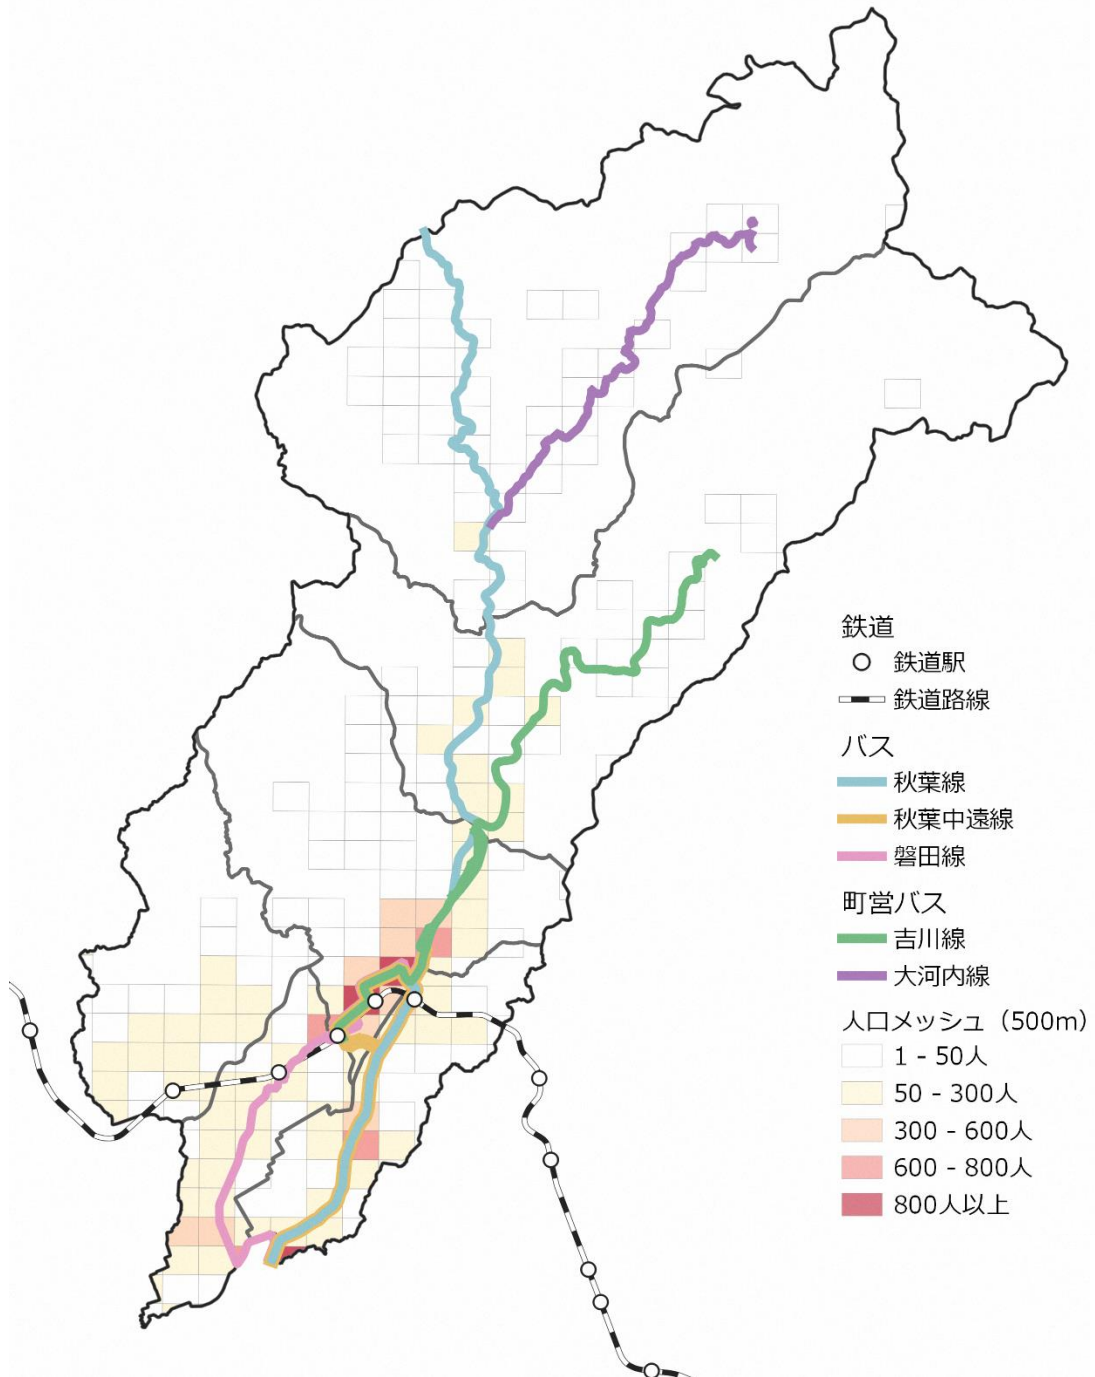 鉄道
鉄道駅
鉄道路線
バス
秋葉線
秋葉中遠線
磐田線
町営バス
吉川線
大河内線
人口メッシュ（500m）
1 - 50人
50 - 300人
300 - 600人
600 - 800人
800人以上